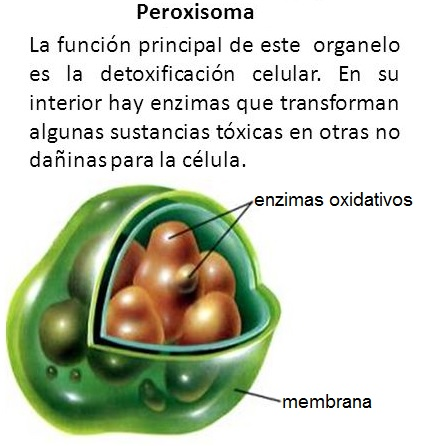 Peroxisoma
La función principal de este organelo
es la detoxificación celular. En su
interior hay enzimas que transforman
algunas sustancias tóxicas en otras no
dañinas para la célula.
enzimas oxidativos
membrana